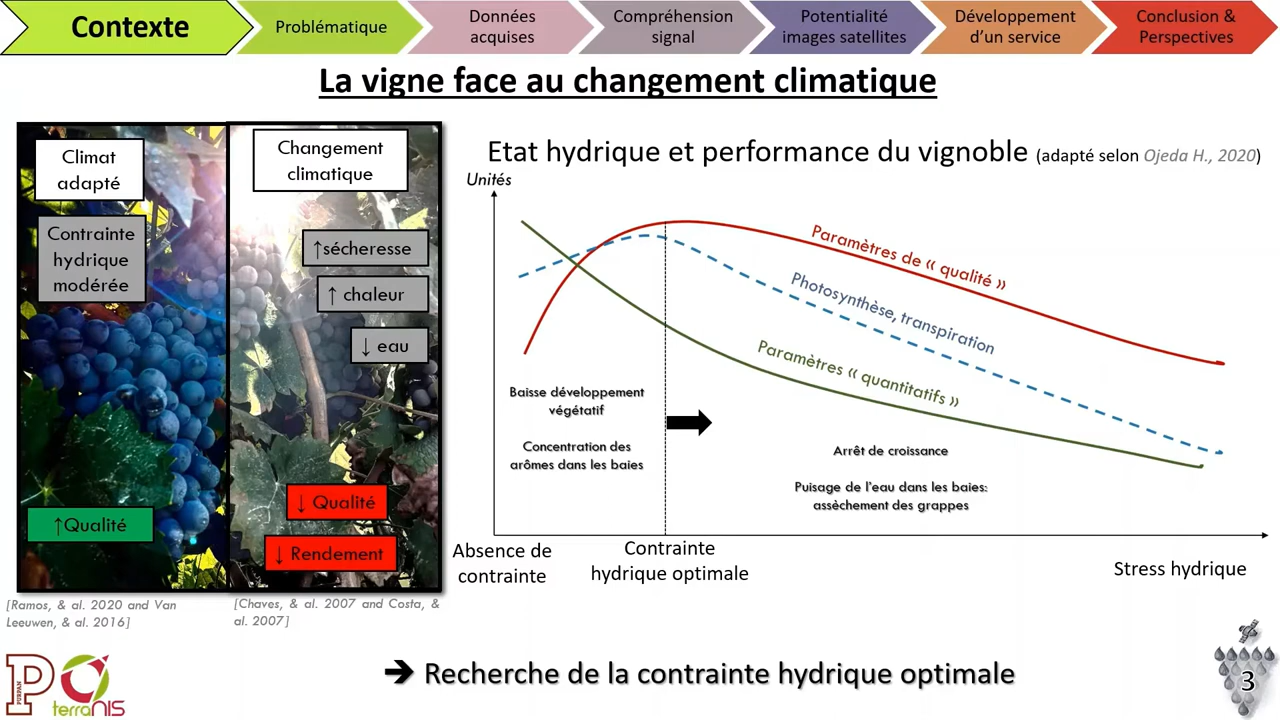 Contexte
Problématique
Données
acquises
Compréhension
signal
Potentialité
images satellites
Développement
d'un service
Conclusion &
Perspectives
La vigne face au changement climatique
Climat
adapté
Contrainte
hydrique
modérée
↑Qualité
Changement
climatique
↑sécheresse
↑ chaleur
↓ eau
↓ Qualité
↓ Rendement
[Ramos, & al. 2020 and Van
Leeuwen, & al. 2016]
[Chaves, & al. 2007 and Costa, &
al. 2007]
Etat hydrique et performance du vignoble (adapté selon Ojeda H., 2020)
Unités
Paramètres de « qualité »
Photosynthèse, transpiration
Paramètres « quantitatifs »
Baisse développement
végétatif
Concentration des
arômes dans les baies
Arrêt de croissance
Puisage de l'eau dans les baies:
assèchement des grappes
Absence de
contrainte
Contrainte
hydrique optimale
Stress hydrique
➔ Recherche de la contrainte hydrique optimale
P
PURPAN
terraNIS
3